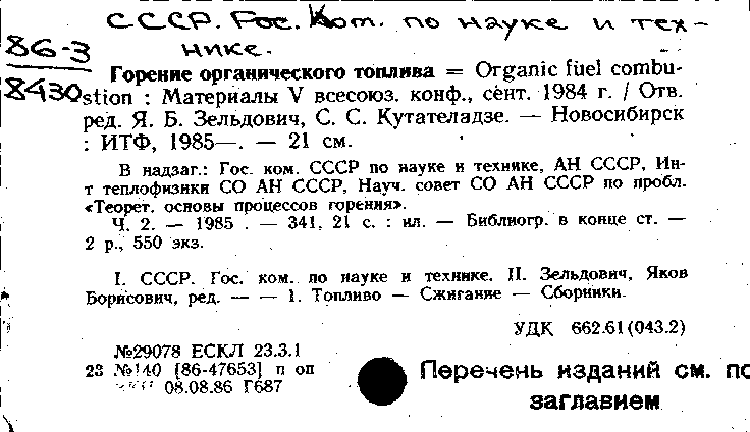 СССР. Гос. Ком. по науке и тех-
нике.
86-3
8430
Горение органического топлива = Organic fuel combu-
stion : Материалы V всесоюз. конф., сент. 1984 г. / Отв.
ред. Я. Б. Зельдович, С. С. Кутателадзе. — Новосибирск
: ИТФ, 1985—. — 21 см.
В надзаг.: Гос. ком. СССР по науке и технике, АН СССР, Ин-
т теплофизики СО АН СССР, Науч. совет СО АН СССР по пробл.
«Теорет. основы процессов горения».
Ч. 2. — 1985 . — 341, 21 с. : ил. — Библиогр. в конце ст. —
2 р., 550 экз.
I. СССР. Гос. ком. по науке и технике. II. Зельдович, Яков
Борисович, ред. — — 1. Топливо — Сжигание — Сборники.
УДК 662.61(043.2)
№29078 ЕСКЛ 23.3.1
23 №140 [86-47653] п оп
08.08.86 Г687
Перечень изданий см. по
заглавием